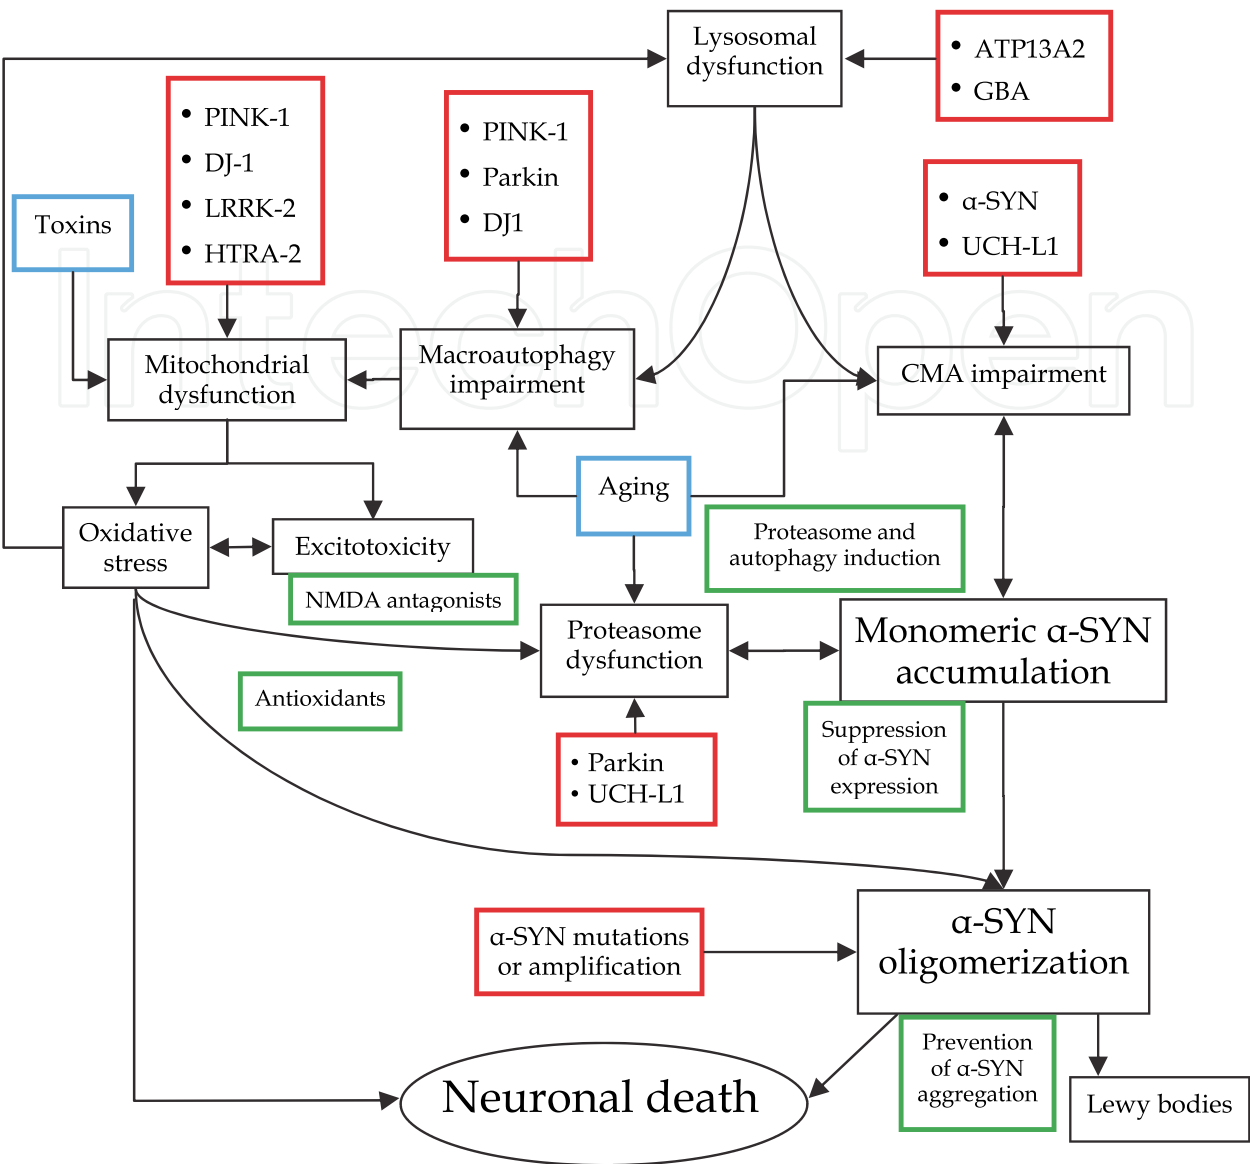 Lysosomal
dysfunction
• ATP13A2
• GBA
• PINK-1
• DJ-1
• LRRK-2
• HTRA-2
• PINK-1
• Parkin
• DJ1
• α-SYN
• UCH-L1
Toxins
IntechOpen
Mitochondrial
dysfunction
Macroautophagy
impairment
CMA impairment
Aging
Oxidative
stress
Excitotoxicity
NMDA antagonists
Proteasome and
autophagy induction
Proteasome
dysfunction
Monomeric α-SYN
accumulation
Antioxidants
Suppression
of α-SYN
expression
• Parkin
• UCH-L1
α-SYN mutations
or amplification
α-SYN
oligomerization
Prevention
of α-SYN
aggregation
Neuronal death
Lewy bodies